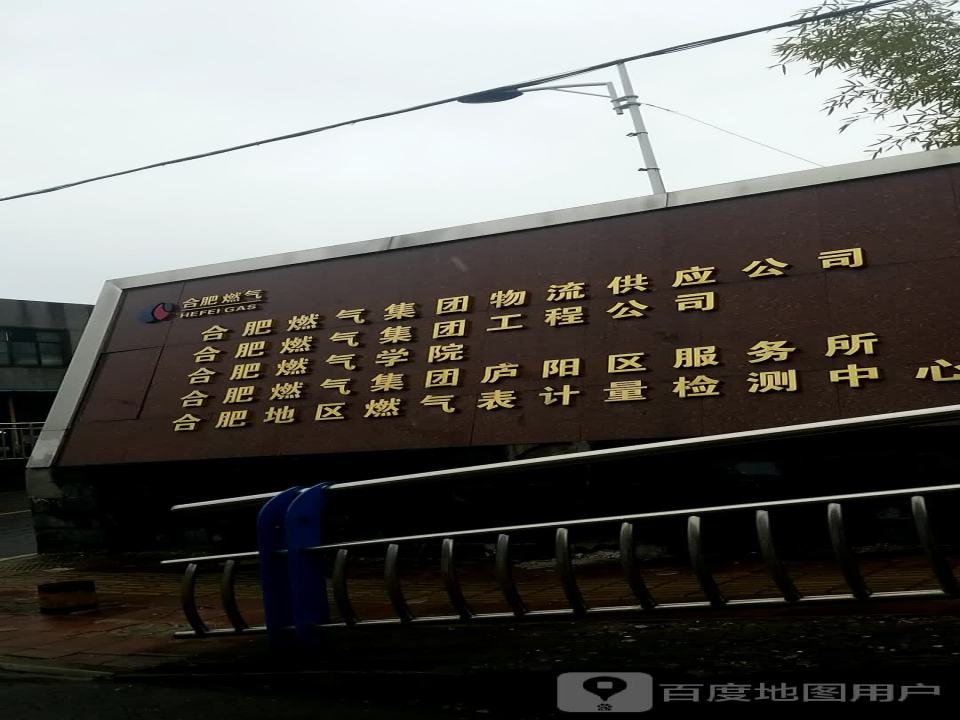 合肥燃气
HEFEI GAS
合肥燃气集团物流供应公司
合肥燃气集团工程公司
合肥燃气学院
合肥燃气集团庐阳区服务所
合肥地区燃气表计量检测中心
百度地图用户